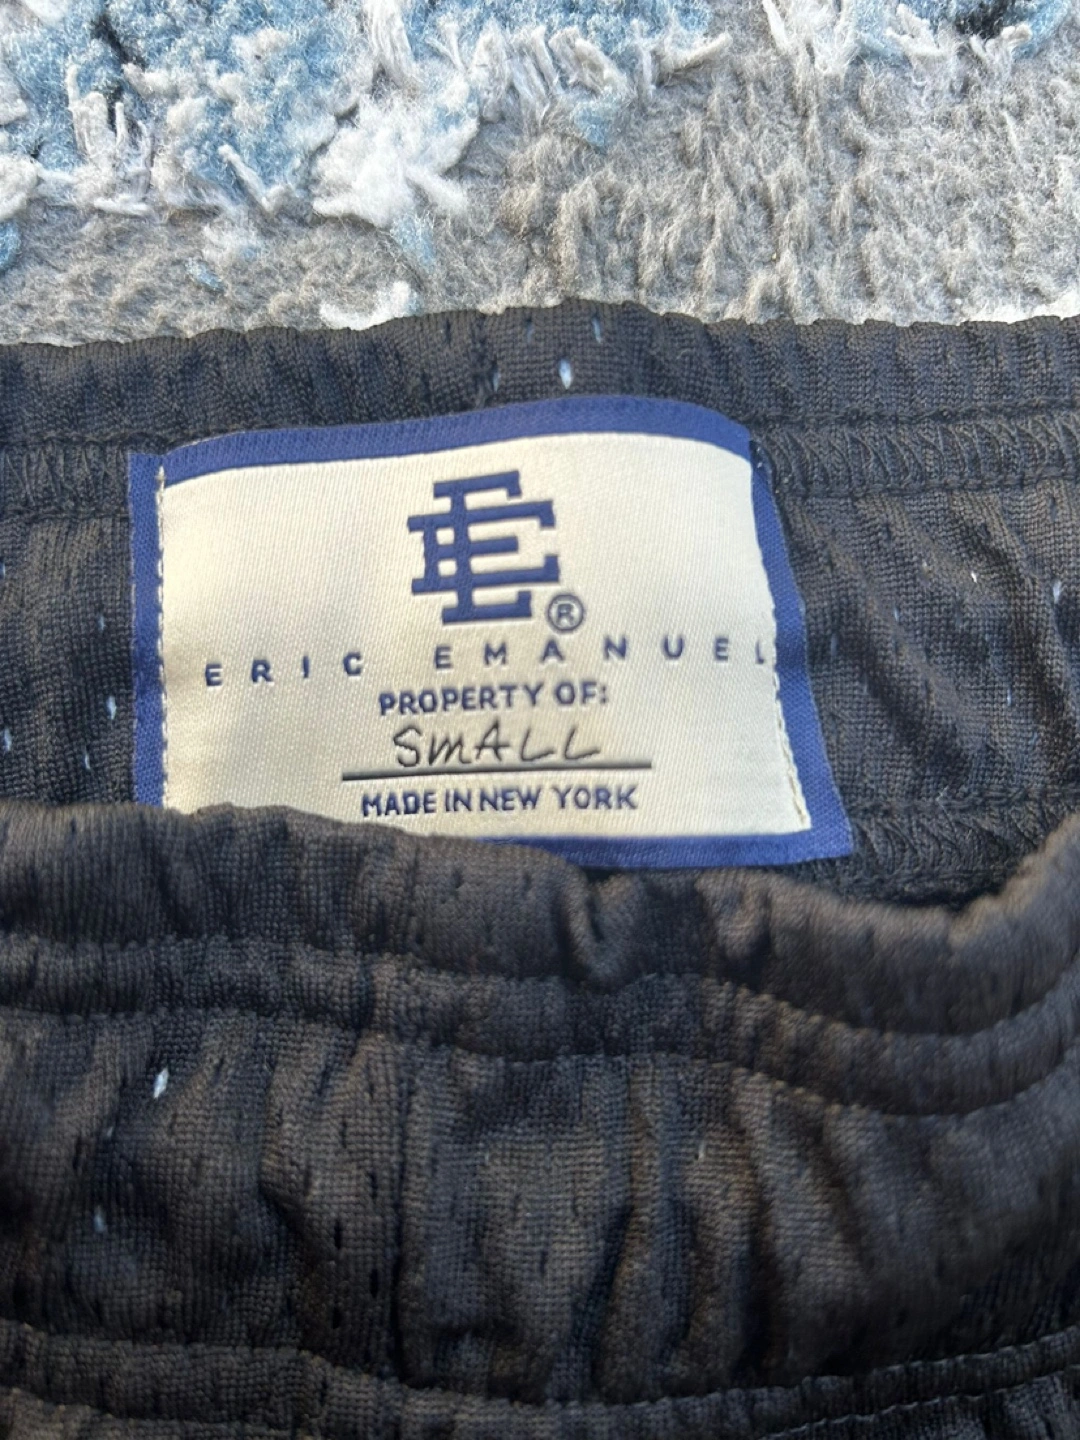 EE®
ERIC EMANUEL
PROPERTY OF:
SMALL
MADE IN NEW YORK